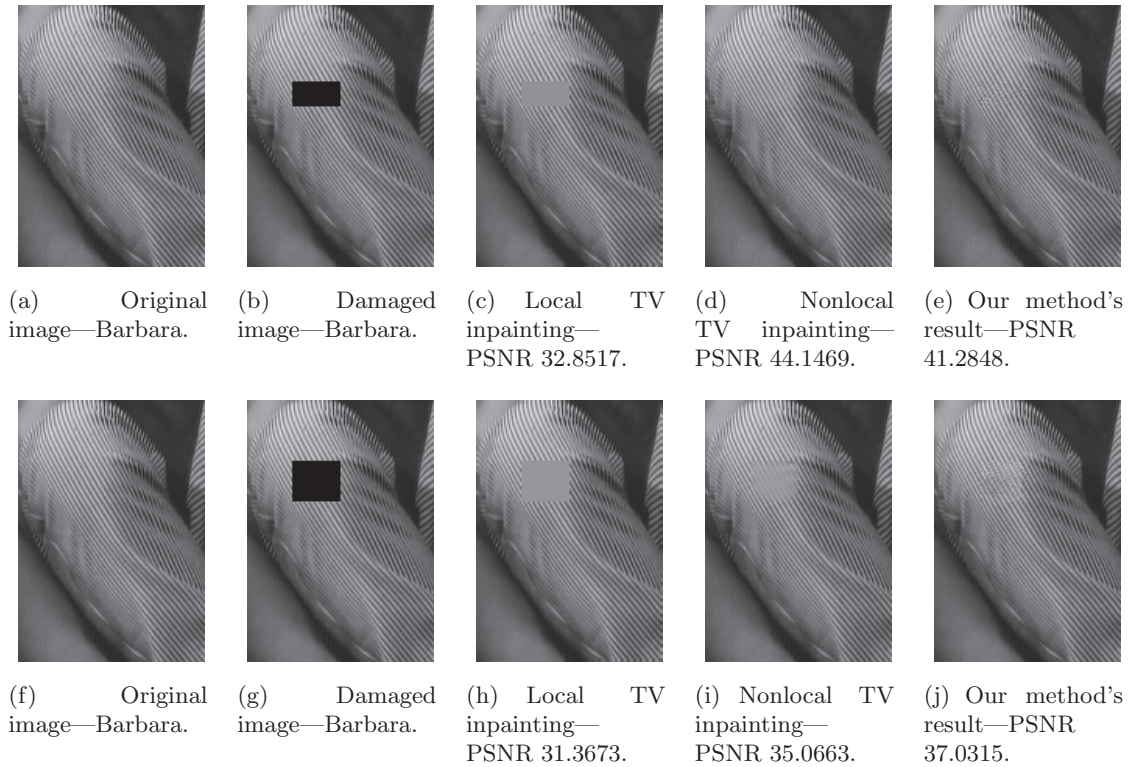 (a) Original
image—Barbara.
(b) Damaged
image—Barbara.
(c) Local TV
inpainting—
PSNR 32.8517.
(d) Nonlocal
TV inpainting—
PSNR 44.1469.
(e) Our method's
result—PSNR
41.2848.
(f) Original
image—Barbara.
(g) Damaged
image—Barbara.
(h) Local TV
inpainting—
PSNR 31.3673.
(i) Nonlocal TV
inpainting—
PSNR 35.0663.
(j) Our method's
result—PSNR
37.0315.